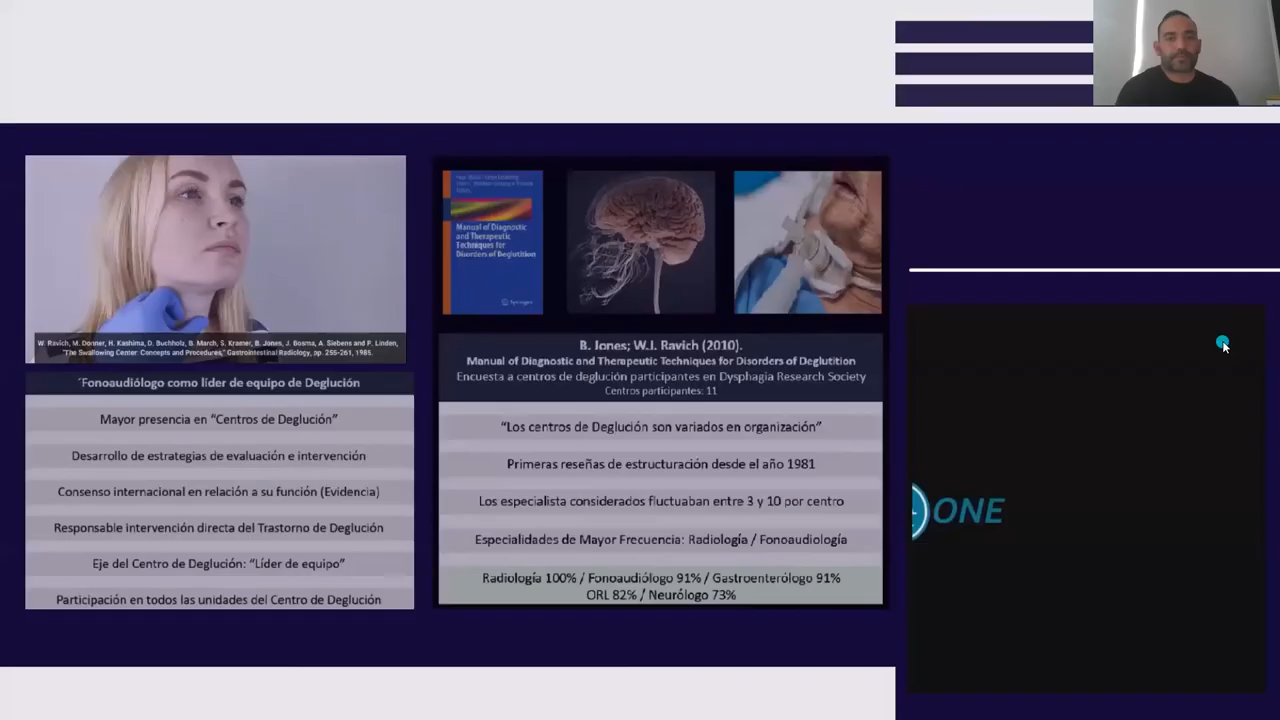 W. Ravich, M. Donner, H. Kashima, D. Buchholz, B. March, S. Kramer, B. Jones, J. Bosma, A. Siebens and P. Linden,
"The Swallowing Center: Concepts and Procedures," Gastrointestinal Radiology, pp. 255-261, 1985.
´Fonoaudiólogo como líder de equipo de Deglución
Mayor presencia en "Centros de Deglución"
Desarrollo de estrategias de evaluación e intervención
Consenso internacional en relación a su función (Evidencia)
Responsable intervención directa del Trastorno de Deglución
Eje del Centro de Deglución: "Líder de equipo"
Participación en todos las unidades del Centro de Deglución
Manual of Diagnostic
and Therapeutic
Techniques for
Disorders of Deglutition
Springer
B. Jones; W.J. Ravich (2010).
Manual of Diagnostic and Therpeutic Techniques for Disorders of Deglutition
Encuesta a centros de deglución participantes en Dysphagia Research Society
Centros participantes: 11
"Los centros de Deglución son variados en organización"
Primeras reseñas de estructuración desde el año 1981
Los especialista considerados fluctuaban entre 3 y 10 por centro
Especialidades de Mayor Frecuencia: Radiología / Fonoaudiología
Radiología 100% / Fonoaudiólogo 91% / Gastroenterólogo 91%
ORL 82% / Neurólogo 73%
ONE